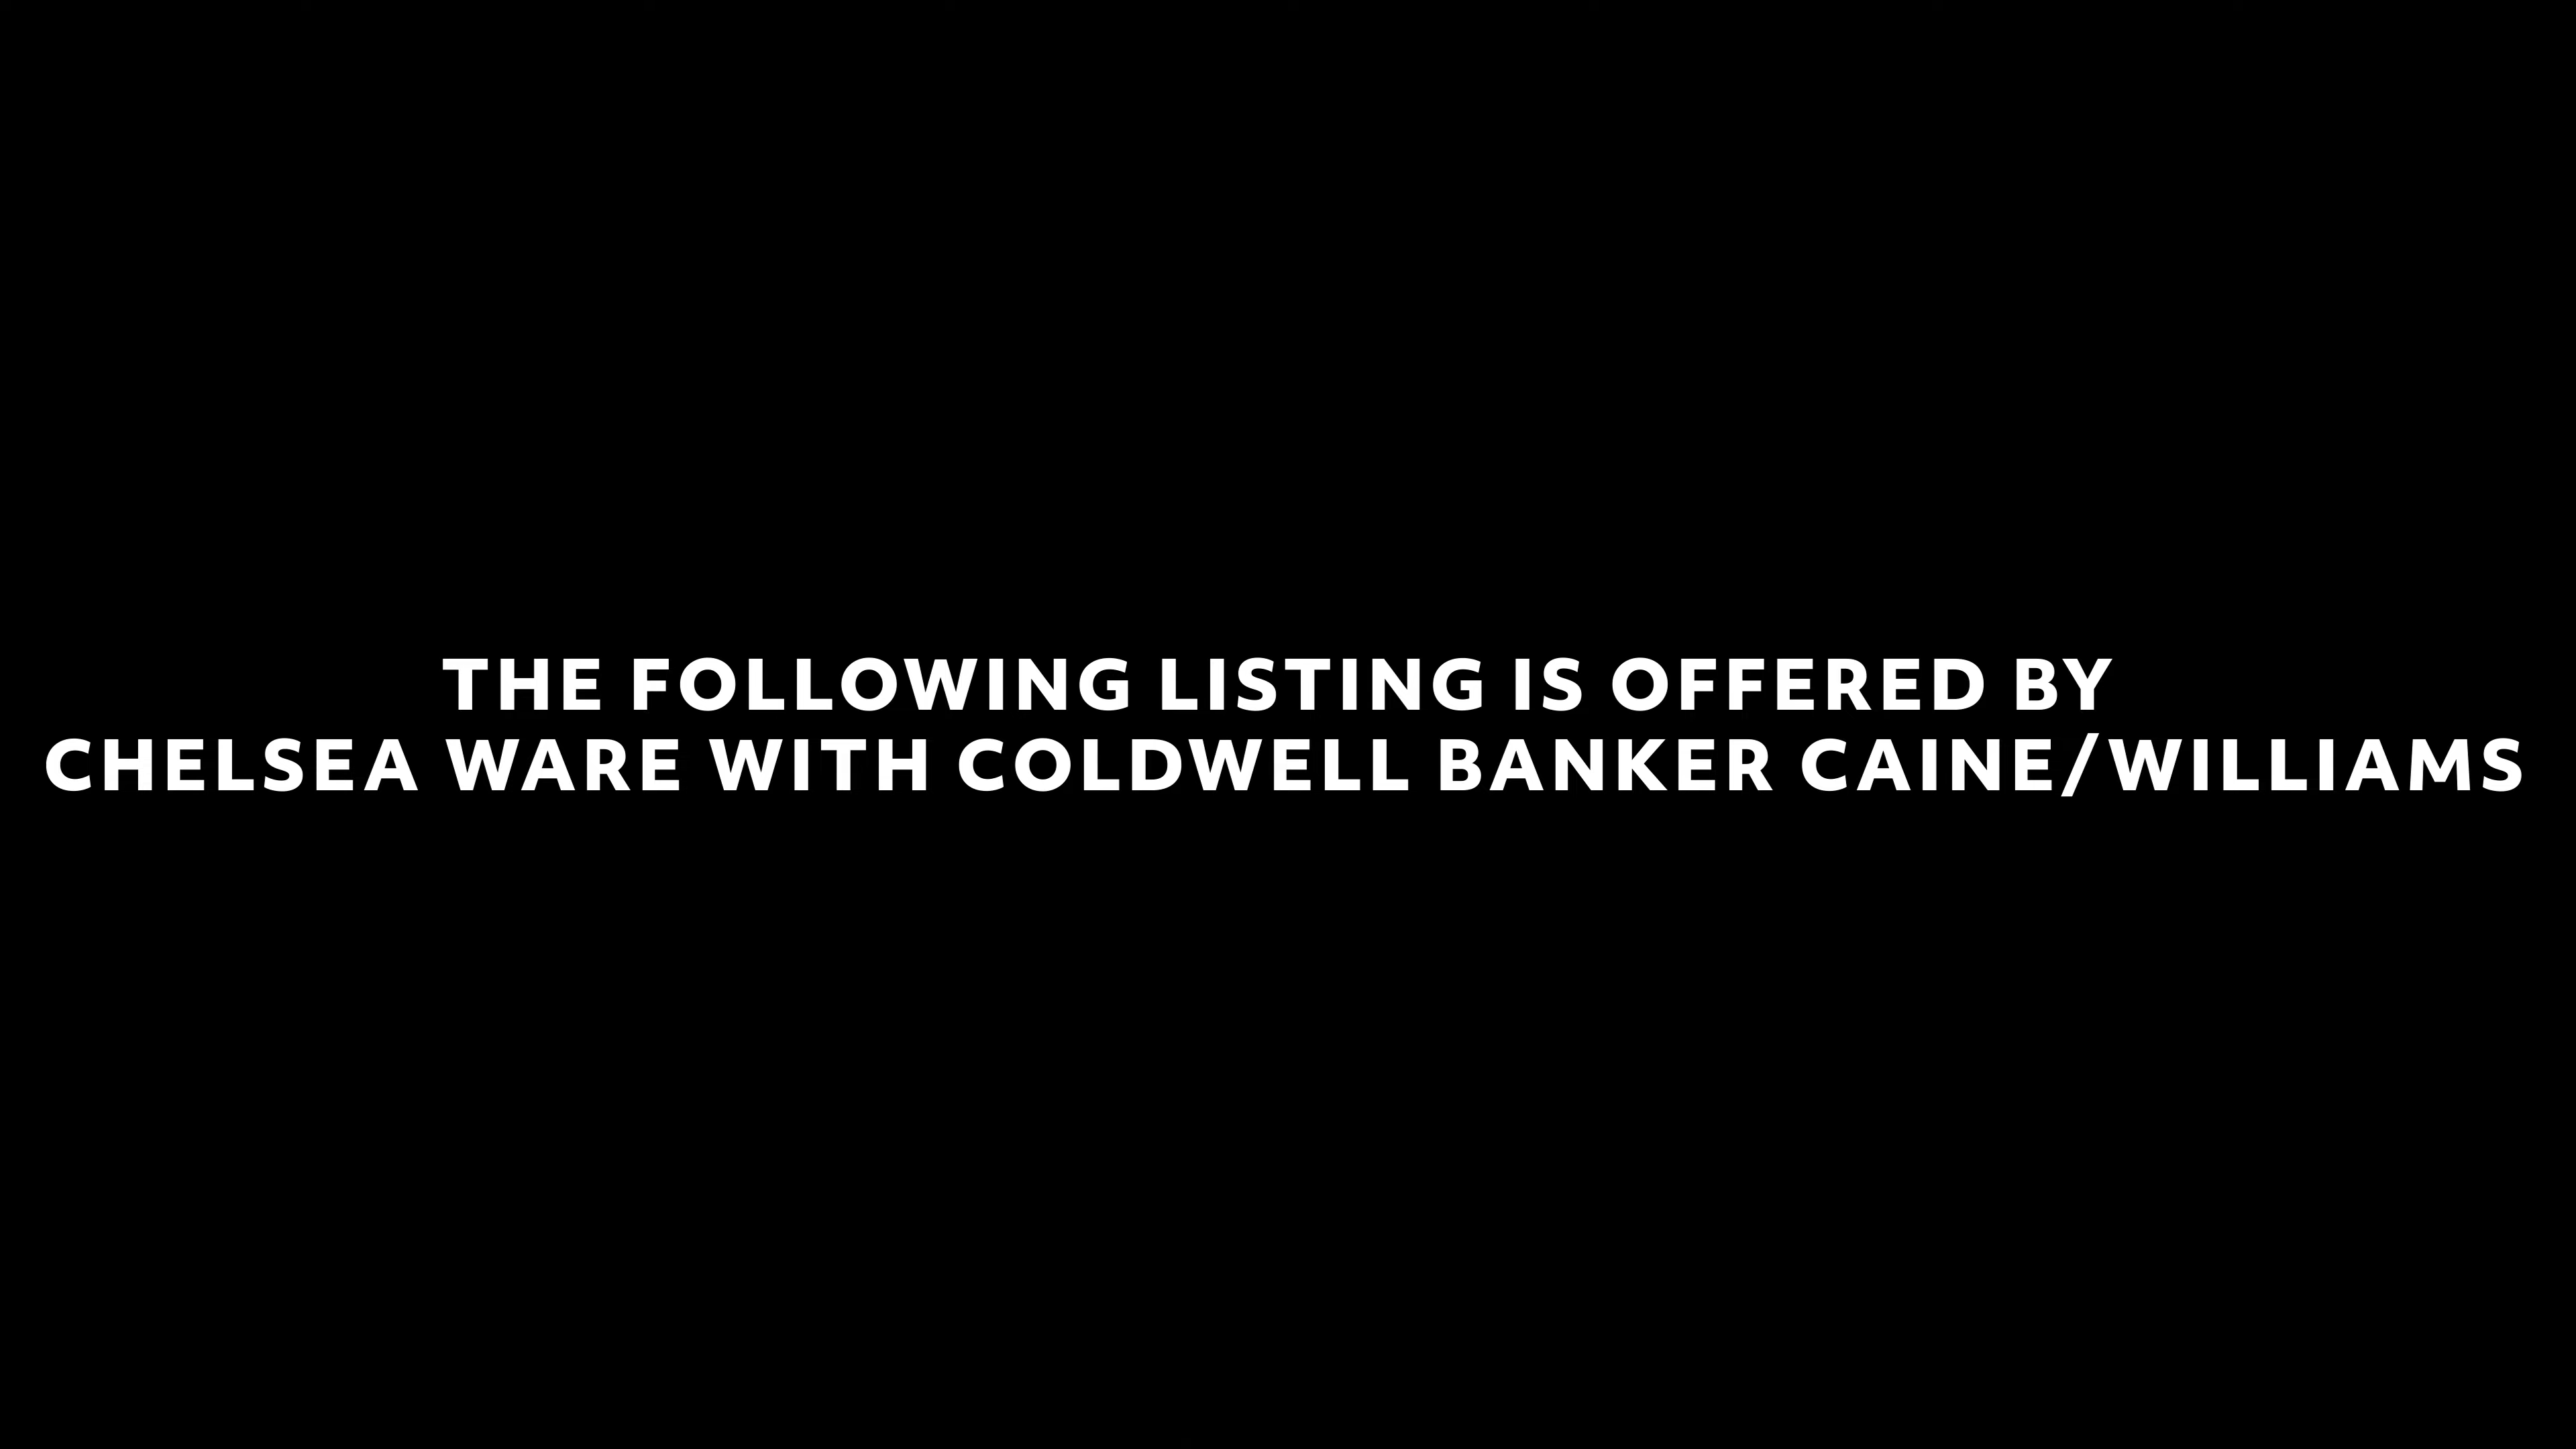 THE FOLLOWING LISTING IS OFFERED BY
CHELSEA WARE WITH COLDWELL BANKER CAINE/WILLIAMS